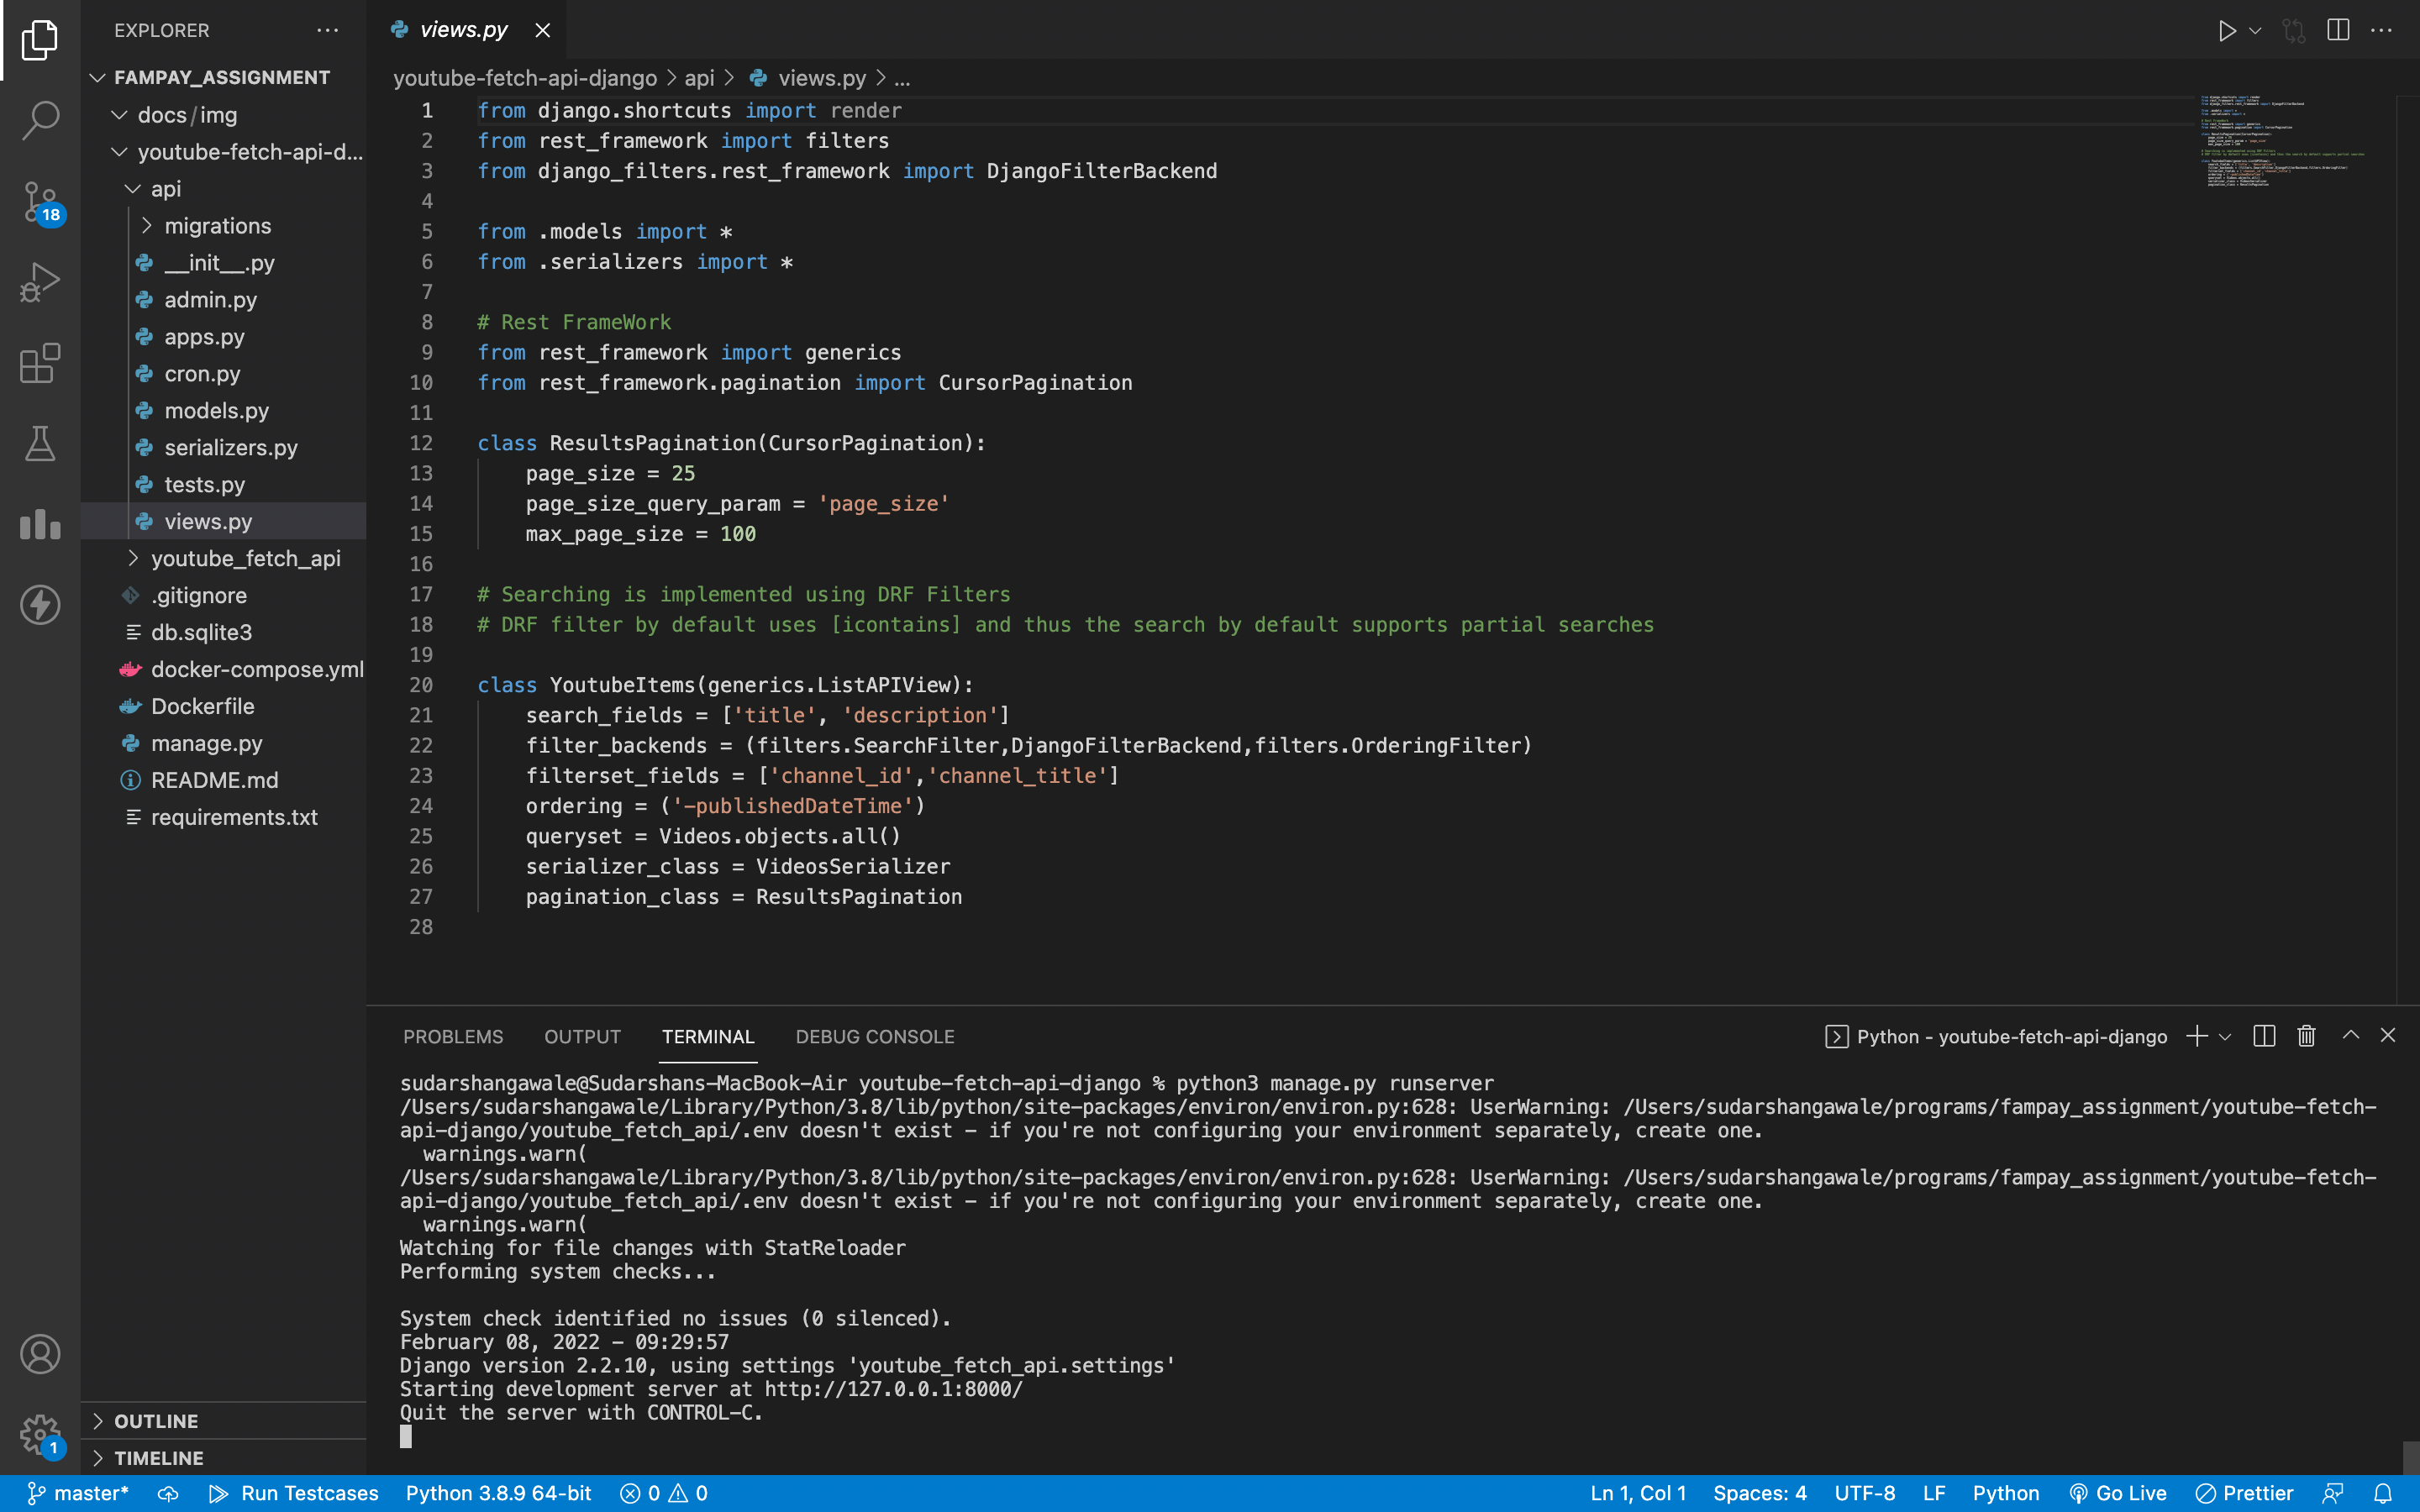 EXPLORER
FAMPAY_ASSIGNMENT
docs/img
youtube-fetch-api-d...
api
migrations
__init__.py
admin.py
apps.py
cron.py
models.py
serializers.py
tests.py
views.py
youtube_fetch_api
.gitignore
db.sqlite3
docker-compose.yml
Dockerfile
manage.py
README.md
requirements.txt
OUTLINE
TIMELINE
18
1
views.py
youtube-fetch-api-django > api > views.py > ...
1 from django.shortcuts import render
2 from rest_framework import filters
3 from django_filters.rest_framework import DjangoFilterBackend
4
5 from .models import *
6 from .serializers import *
7
8 # Rest FrameWork
9 from rest_framework import generics
10 from rest_framework.pagination import CursorPagination
11
12 class ResultsPagination(CursorPagination):
13     page_size = 25
14     page_size_query_param = 'page_size'
15     max_page_size = 100
16
17 # Searching is implemented using DRF Filters
18 # DRF filter by default uses [icontains] and thus the search by default supports partial searches
19
20 class YoutubeItems(generics.ListAPIView):
21     search_fields = ['title', 'description']
22     filter_backends = (filters.SearchFilter,DjangoFilterBackend,filters.OrderingFilter)
23     filterset_fields = ['channel_id','channel_title']
24     ordering = ('-publishedDateTime')
25     queryset = Videos.objects.all()
26     serializer_class = VideosSerializer
27     pagination_class = ResultsPagination
28
PROBLEMS OUTPUT TERMINAL DEBUG CONSOLE
Python - youtube-fetch-api-django
sudarshangawale@Sudarshans-MacBook-Air youtube-fetch-api-django % python3 manage.py runserver
/Users/sudarshangawale/Library/Python/3.8/lib/python/site-packages/environ/environ.py:628: UserWarning: /Users/sudarshangawale/programs/fampay_assignment/youtube-fetch-
api-django/youtube_fetch_api/.env doesn't exist - if you're not configuring your environment separately, create one.
  warnings.warn(
/Users/sudarshangawale/Library/Python/3.8/lib/python/site-packages/environ/environ.py:628: UserWarning: /Users/sudarshangawale/programs/fampay_assignment/youtube-fetch-
api-django/youtube_fetch_api/.env doesn't exist - if you're not configuring your environment separately, create one.
  warnings.warn(
Watching for file changes with StatReloader
Performing system checks...
System check identified no issues (0 silenced).
February 08, 2022 - 09:29:57
Django version 2.2.10, using settings 'youtube_fetch_api.settings'
Starting development server at http://127.0.0.1:8000/
Quit the server with CONTROL-C.
master* Run Testcases Python 3.8.9 64-bit 0 0 Ln 1, Col 1 Spaces: 4 UTF-8 LF Python Go Live Prettier